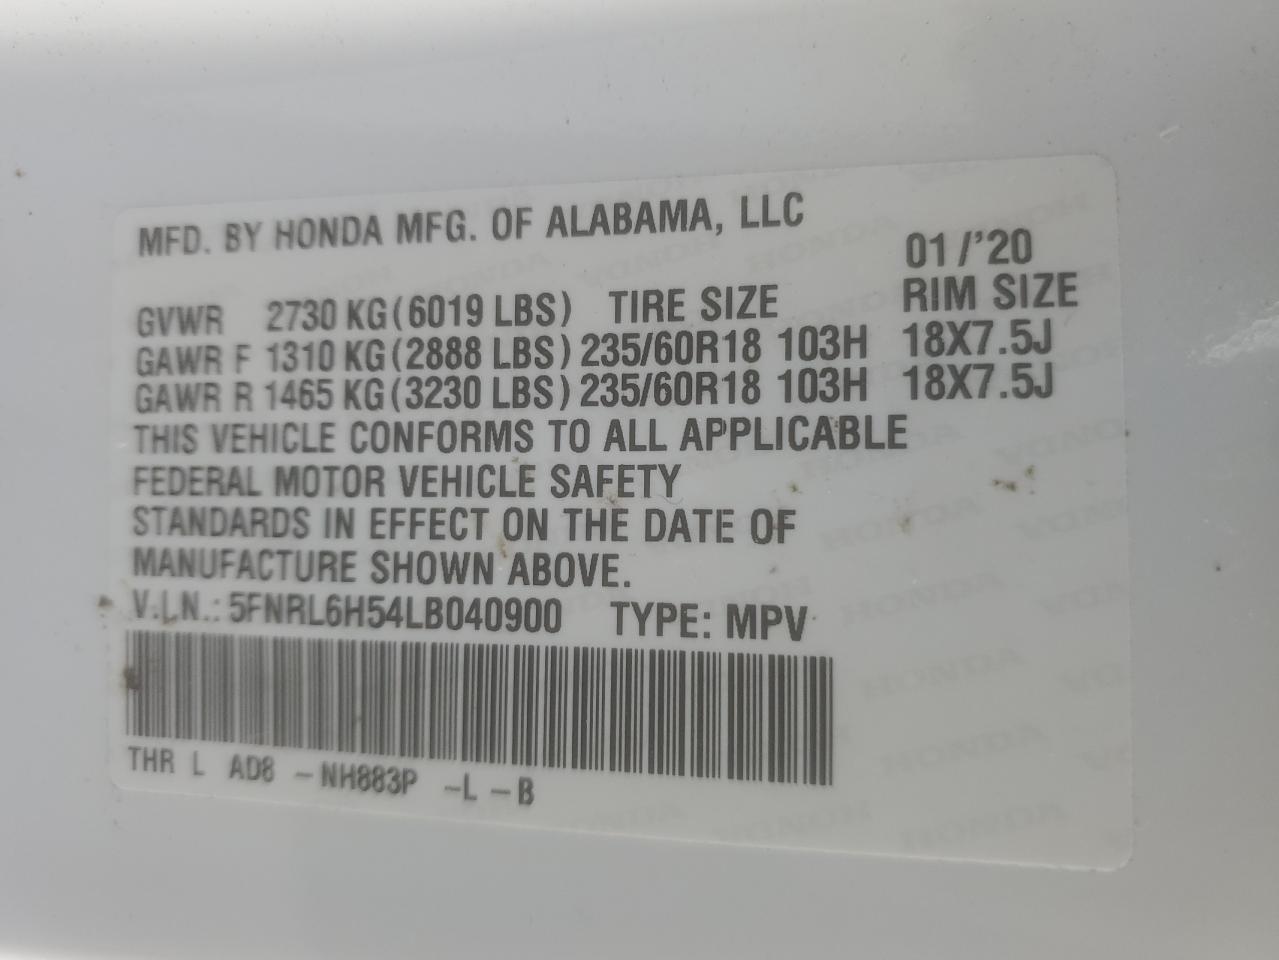 MFD. BY HONDA MFG. OF ALABAMA, LLC
01/'20
GVWR 2730 KG (6019 LBS) TIRE SIZE RIM SIZE
GAWR F 1310 KG (2888 LBS) 235/60R18 103H 18X7.5J
GAWR R 1465 KG (3230 LBS) 235/60R18 103H 18X7.5J
THIS VEHICLE CONFORMS TO ALL APPLICABLE
FEDERAL MOTOR VEHICLE SAFETY
STANDARDS IN EFFECT ON THE DATE OF
MANUFACTURE SHOWN ABOVE.
V.I.N.: 5FNRL6H54LB040900 TYPE: MPV
THR L AD8 -NH883P -L -B